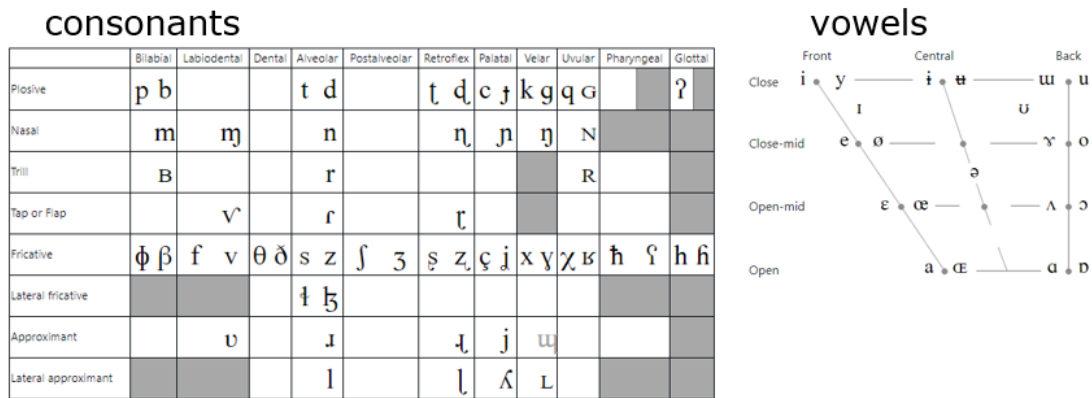 consonants
Bilabial Labiodental Dental Alveolar Postalveolar Retroflex Palatal Velar Uvular Pharyngeal Glottal
Plosive p b t d ʈ ɖ c ɟ k ɡ q ɢ ʔ
Nasal m ɱ n ɳ ɲ ŋ ɴ
Trill ʙ r ʀ
Tap or Flap ⱱ ɾ ɽ
Fricative ɸ β f v θ ð s z ʃ ʒ ʂ ʐ ç ʝ x ɣ χ ʁ ħ ʕ h ɦ
Lateral fricative ɬ ɮ
Approximant ʋ ɹ ɻ j ɰ
Lateral approximant l ɭ ʎ ʟ
vowels
Front Central Back
Close i y ɨ ʉ ɯ u
ɪ ʊ
Close-mid e ø ɤ o
ə
Open-mid ɛ œ ʌ ɔ
Open a ɶ ɑ ɒ